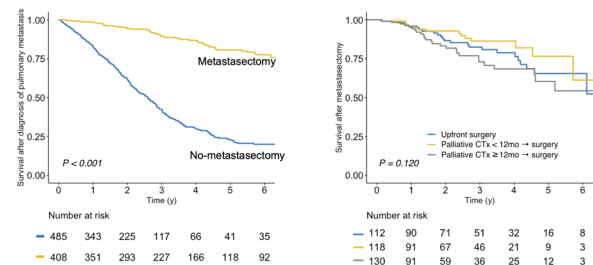 Survival after diagnosis of pulmonary metastasis
1.00
0.75
0.50
0.25
0.00
Metastasectomy
No-metastasectomy
P < 0.001
0 1 2 3 4 5 6
Time (y)
Number at risk
485 343 225 117 66 41 35
408 351 293 227 166 118 92
Survival after metastasectomy
1.00
0.75
0.50
0.25
0.00
Upfront surgery
Palliative CTx < 12mo → surgery
Palliative CTx ≥ 12mo → surgery
P = 0.120
0 1 2 3 4 5 6
Time (y)
Number at risk
112 90 71 51 32 16 8
118 91 67 46 21 9 3
130 91 59 36 25 12 3